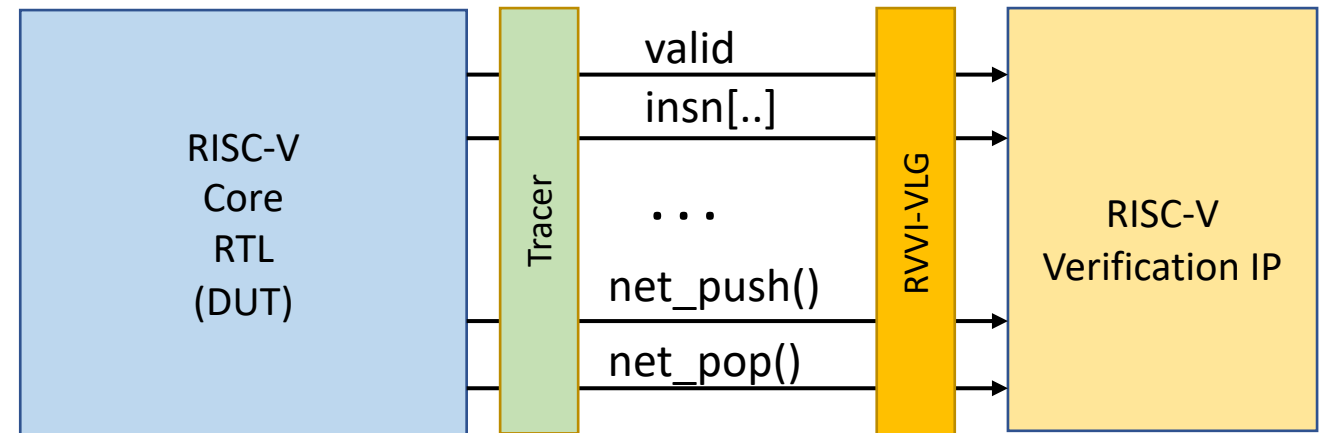 RISC-V
Core
RTL
(DUT)
Tracer
valid
insn[..]
...
net_push()
net_pop()
RVVI-VLG
RISC-V
Verification IP